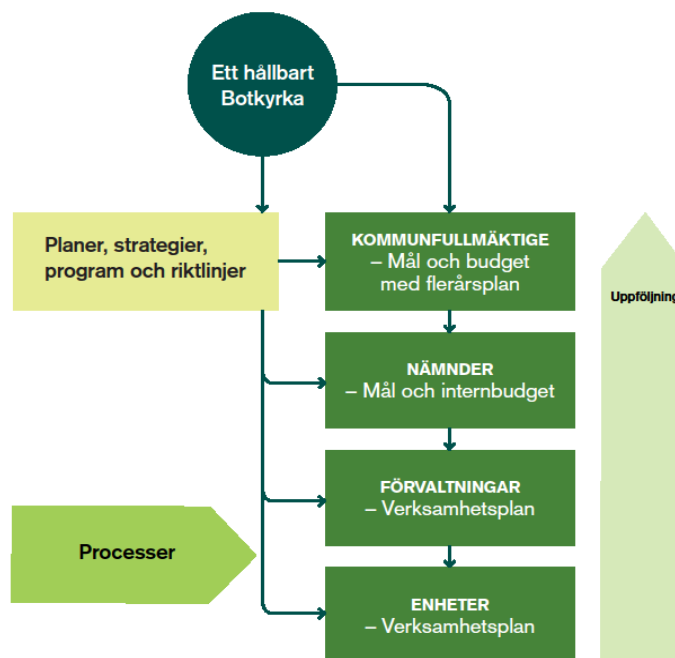 Ett hållbart
Botkyrka
Planer, strategier,
program och riktlinjer
KOMMUNFULLMÄKTIGE
– Mål och budget
med flerårsplan
Uppföljning
NÄMNDER
– Mål och internbudget
FÖRVALTNINGAR
– Verksamhetsplan
Processer
ENHETER
– Verksamhetsplan